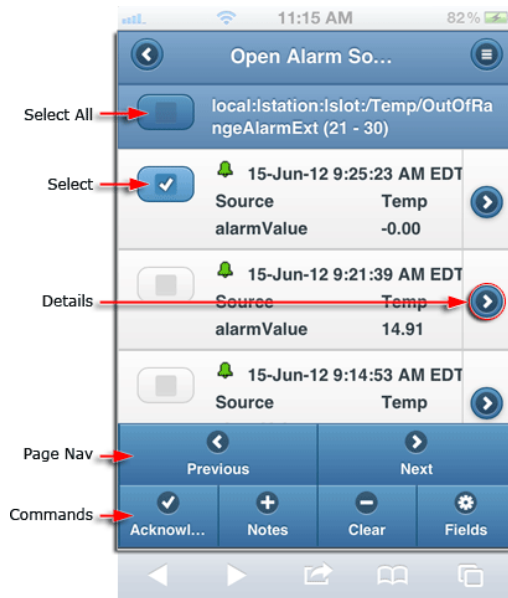 11:15 AM 82%
Open Alarm So...
Select All
local:|station:|slot:/Temp/OutOfRa
ngeAlarmExt (21 - 30)
Select
15-Jun-12 9:25:23 AM EDT
Source Temp
alarmValue -0.00
15-Jun-12 9:21:39 AM EDT
Details
Source Temp
alarmValue 14.91
15-Jun-12 9:14:53 AM EDT
Source Temp
Page Nav
Previous Next
Commands
Acknowl... Notes Clear Fields